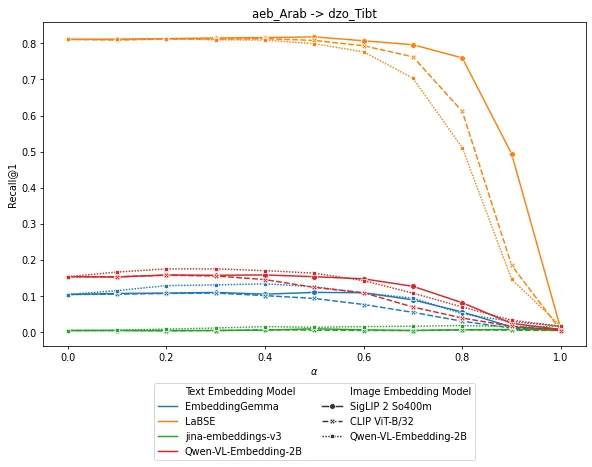 aeb_Arab -> dzo_Tibt
Recall@1
0.8
0.7
0.6
0.5
0.4
0.3
0.2
0.1
0.0
0.0 0.2 0.4 0.6 0.8 1.0
α
Text Embedding Model Image Embedding Model
EmbeddingGemma SigLIP 2 So400m
LaBSE CLIP ViT-B/32
jina-embeddings-v3 Qwen-VL-Embedding-2B
Qwen-VL-Embedding-2B